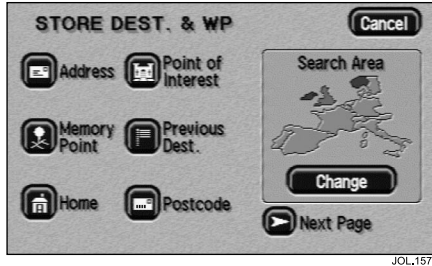 STORE DEST. & WP
Cancel
Address
Point of
Interest
Search Area
Memory
Point
Previous
Dest.
Change
Home
Postcode
Next Page
JOL.157